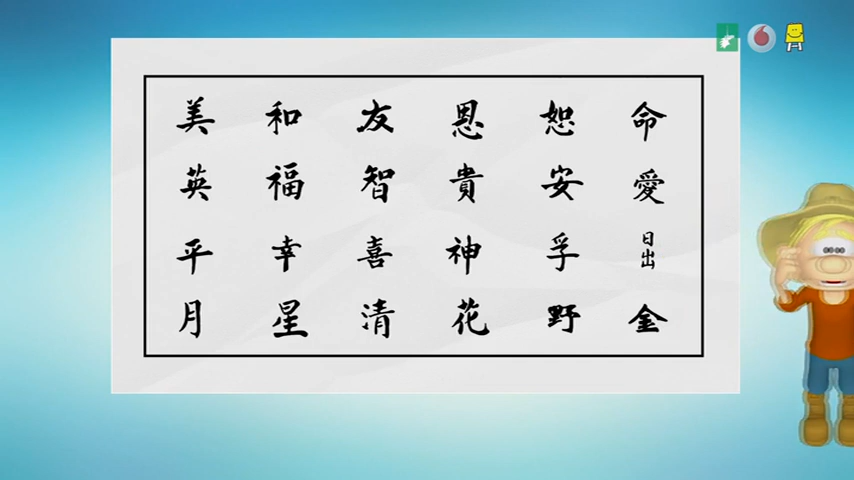 美 和 友 恩 恕 命
英 福 智 貴 安 愛
平 幸 喜 神 孚 日出
月 星 清 花 野 金